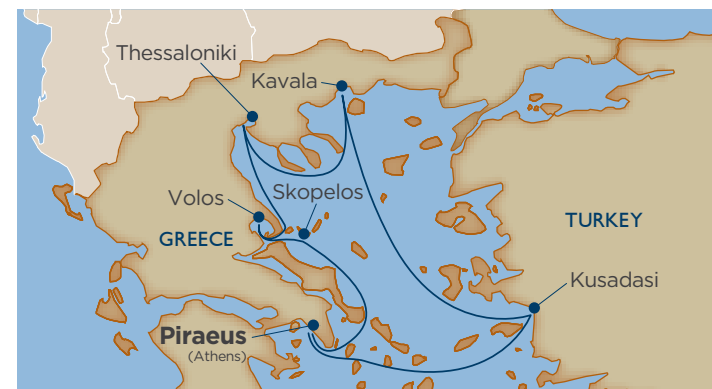 Thessaloniki
Kavala
Volos
Skopelos
GREECE
TURKEY
Kusadasi
Piraeus
(Athens)